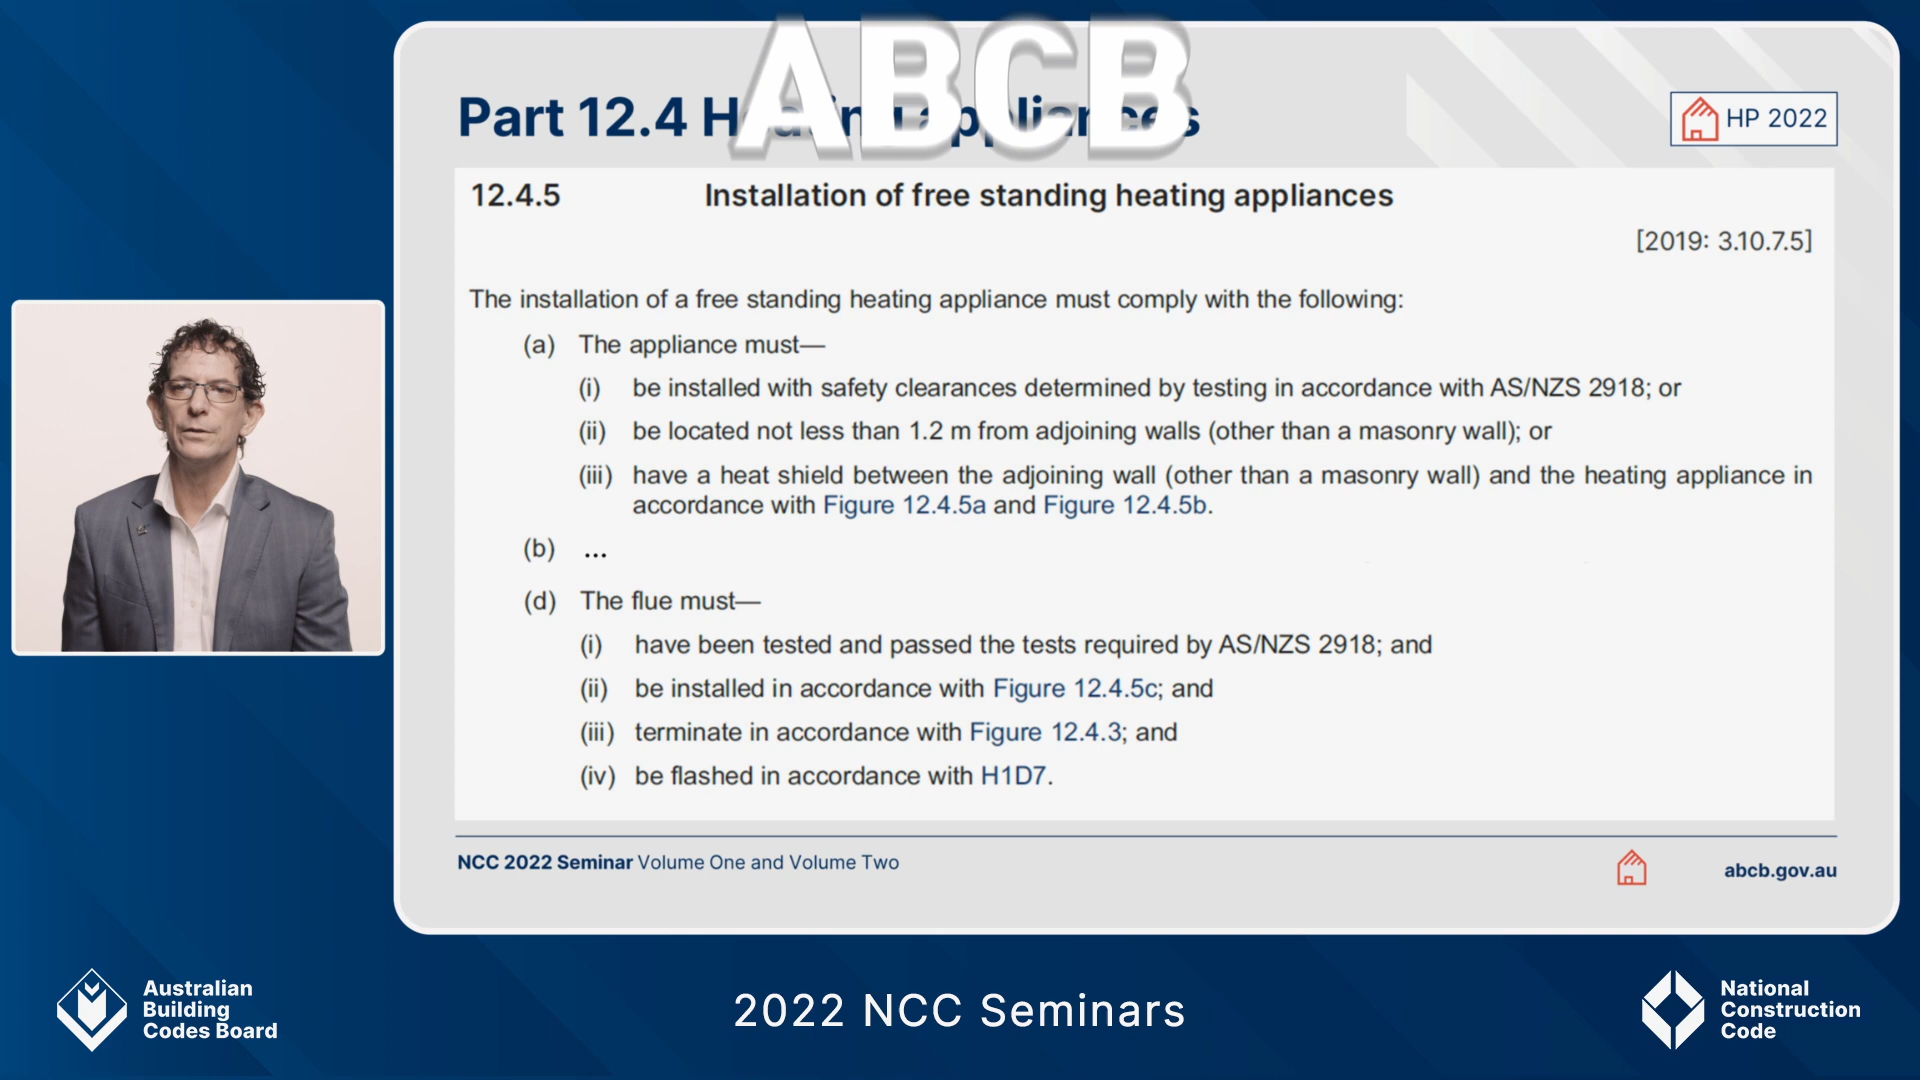 ABCB
Part 12.4 Heating appliances
HP 2022
12.4.5 Installation of free standing heating appliances
[2019: 3.10.7.5]
The installation of a free standing heating appliance must comply with the following:
(a) The appliance must—
(i) be installed with safety clearances determined by testing in accordance with AS/NZS 2918; or
(ii) be located not less than 1.2 m from adjoining walls (other than a masonry wall); or
(iii) have a heat shield between the adjoining wall (other than a masonry wall) and the heating appliance in
accordance with Figure 12.4.5a and Figure 12.4.5b.
(b) ...
(d) The flue must—
(i) have been tested and passed the tests required by AS/NZS 2918; and
(ii) be installed in accordance with Figure 12.4.5c; and
(iii) terminate in accordance with Figure 12.4.3; and
(iv) be flashed in accordance with H1D7.
NCC 2022 Seminar Volume One and Volume Two
abcb.gov.au
Australian
Building
Codes Board
2022 NCC Seminars
National
Construction
Code